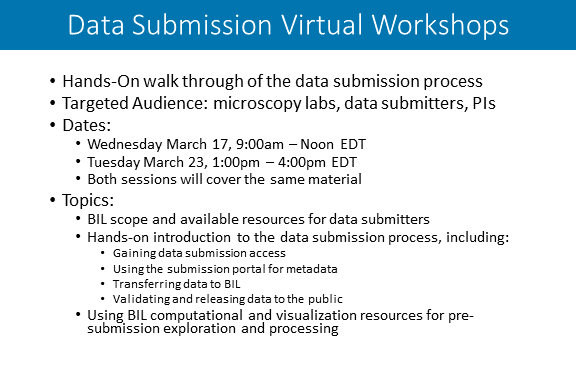 Data Submission Virtual Workshops
• Hands-On walk through of the data submission process
• Targeted Audience: microscopy labs, data submitters, PIs
• Dates:
• Wednesday March 17, 9:00am – Noon EDT
• Tuesday March 23, 1:00pm – 4:00pm EDT
• Both sessions will cover the same material
• Topics:
• BIL scope and available resources for data submitters
• Hands-on introduction to the data submission process, including:
• Gaining data submission access
• Using the submission portal for metadata
• Transferring data to BIL
• Validating and releasing data to the public
• Using BIL computational and visualization resources for pre-
submission exploration and processing